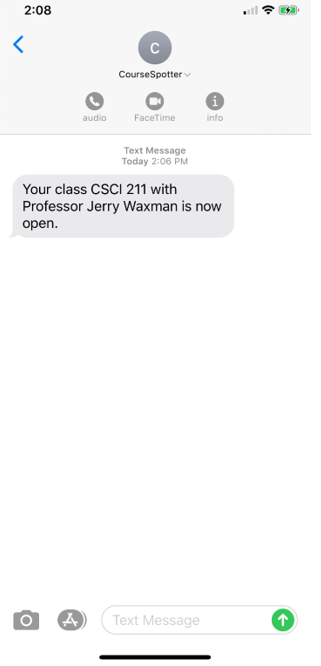 2:08
C
CourseSpotter
audio
FaceTime
info
Text Message
Today 2:06 PM
Your class CSCI 211 with
Professor Jerry Waxman is now
open.
Text Message